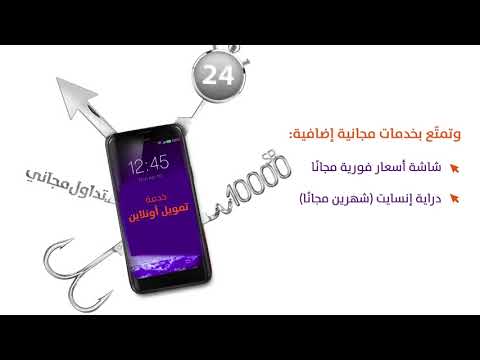 وتمتّع بخدمات مجانية إضافية:
شاشة أسعار فورية مجانًا
دراية إنسايت (شهرين مجانًا)
24
12:45
خدمة
تمويل أونلاين
تداول مجاني
10000